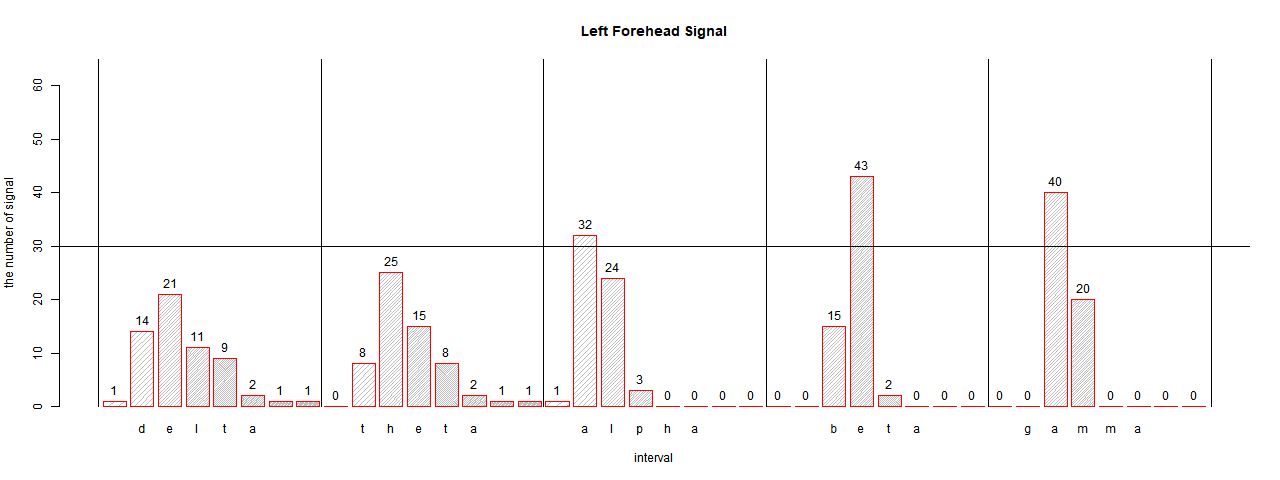 Left Forehead Signal
the number of signal
60
50
40
30
20
10
0
1 14 21 11 9 2 1 1
0 8 25 15 8 2 1 1
1 32 24 3 0 0 0 0
0 0 15 43 2 0 0 0
0 0 40 20 0 0 0 0
d e l t a t h e t a a l p h a b e t a g a m m a
interval